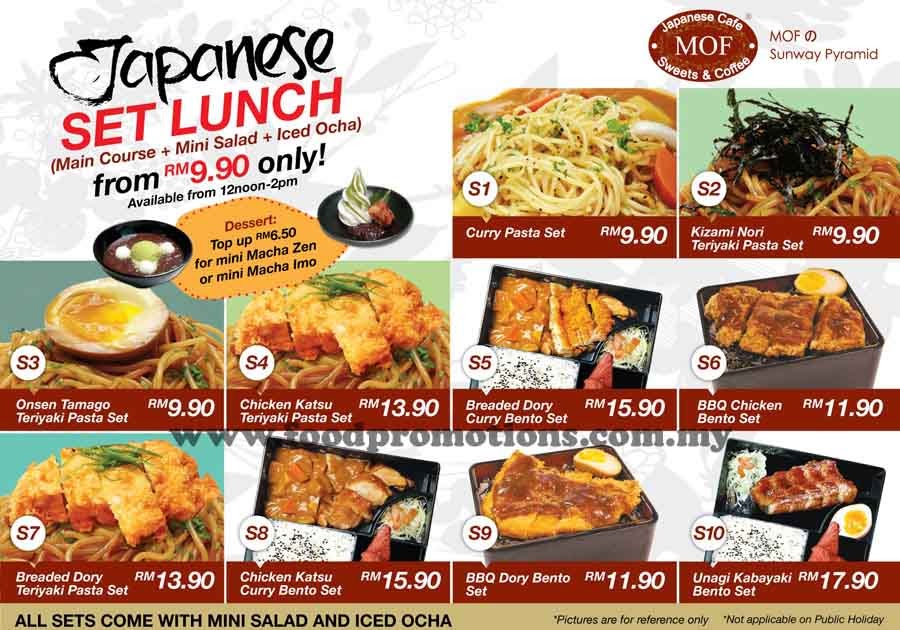 Japanese
SET LUNCH
(Main Course + Mini Salad + Iced Ocha)
from RM9.90 only!
Available from 12noon-2pm
Dessert:
Top up RM6.50
for mini Macha Zen
or mini Macha Imo
Japanese Cafe
MOF
Sweets & Coffee
MOF の
Sunway Pyramid
S1
Curry Pasta Set
RM9.90
S2
Kizami Nori
Teriyaki Pasta Set
RM9.90
S3
Onsen Tamago
Teriyaki Pasta Set
RM9.90
S4
Chicken Katsu
Teriyaki Pasta Set
RM13.90
S5
Breaded Dory
Curry Bento Set
RM15.90
S6
BBQ Chicken
Bento Set
RM11.90
www.foodpromotions.com.my
S7
Breaded Dory
Teriyaki Pasta Set
RM13.90
S8
Chicken Katsu
Curry Bento Set
RM15.90
S9
BBQ Dory Bento
Set
RM11.90
S10
Unagi Kabayaki
Bento Set
RM17.90
ALL SETS COME WITH MINI SALAD AND ICED OCHA
*Pictures are for reference only
*Not applicable on Public Holiday